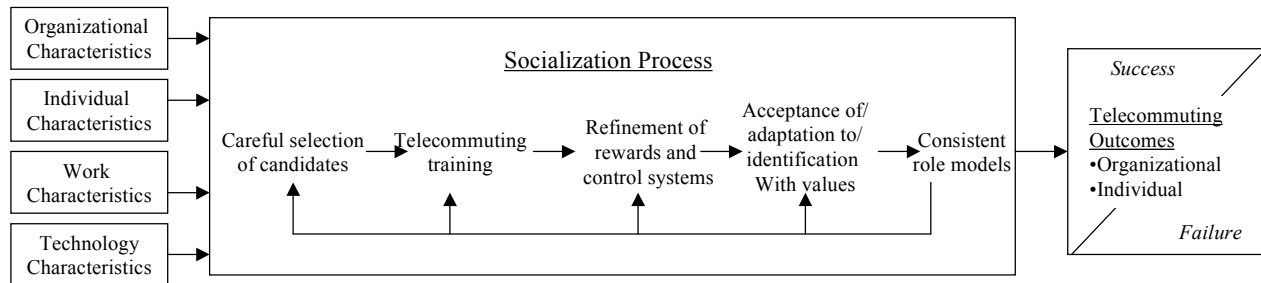 Organizational
Characteristics
Individual
Characteristics
Work
Characteristics
Technology
Characteristics
Socialization Process
Careful selection
of candidates
Telecommuting
training
Refinement of
rewards and
control systems
Acceptance of/
adaptation to/
identification
With values
Consistent
role models
Success
Telecommuting
Outcomes
•Organizational
•Individual
Failure